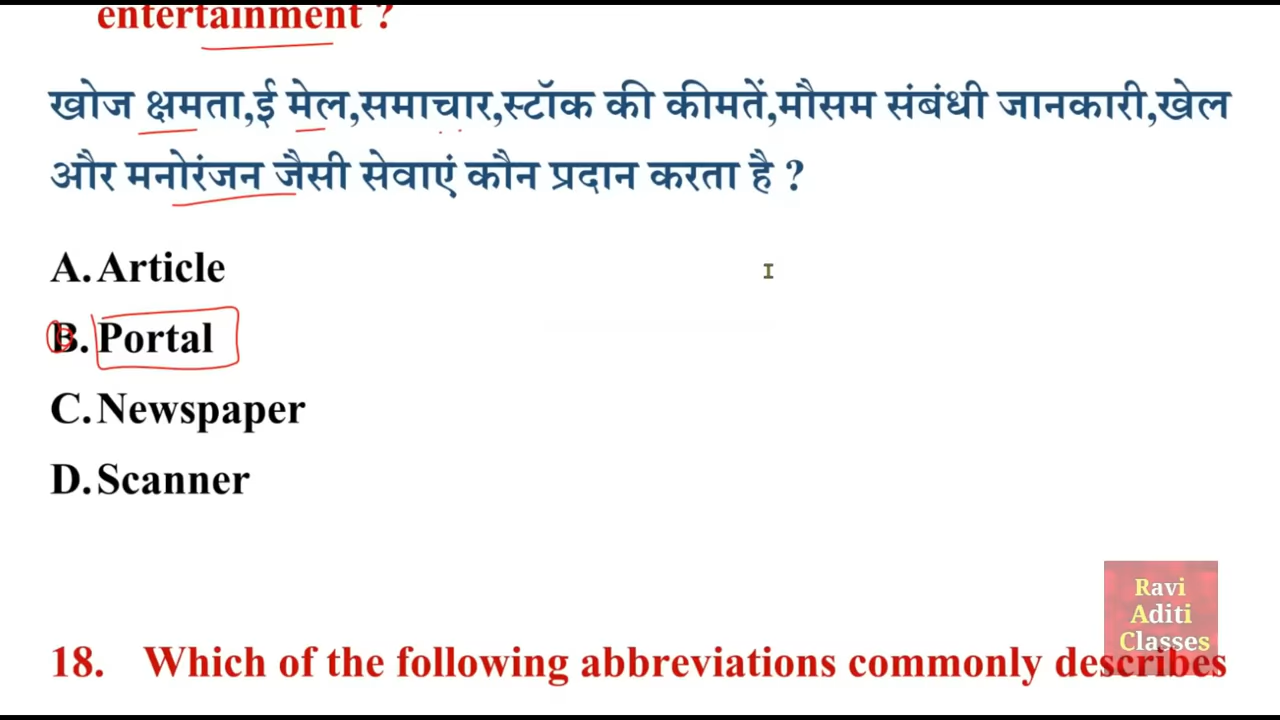 entertainment ?
खोज क्षमता,ई मेल,समाचार,स्टॉक की कीमतें,मौसम संबंधी जानकारी,खेल
और मनोरंजन जैसी सेवाएं कौन प्रदान करता है ?
A. Article
B. Portal
C. Newspaper
D. Scanner
Ravi
Aditi
Classes
18. Which of the following abbreviations commonly describes